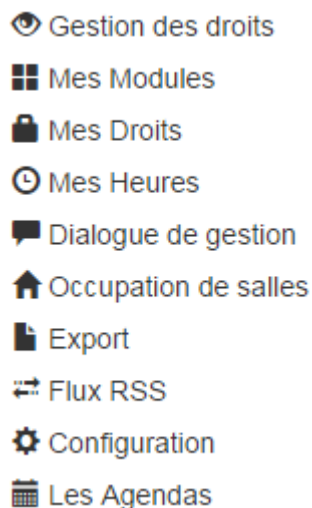 Gestion des droits
Mes Modules
Mes Droits
Mes Heures
Dialogue de gestion
Occupation de salles
Export
Flux RSS
Configuration
Les Agendas